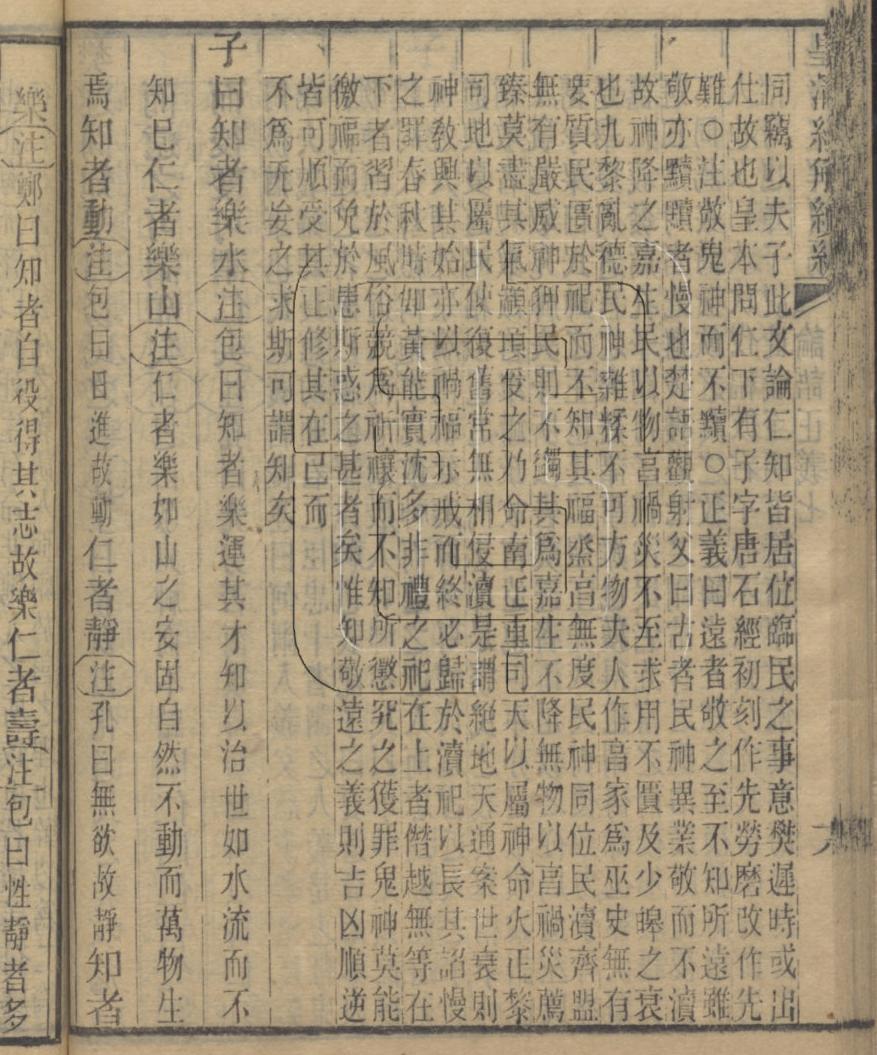 皇清經解續編
論語正義七
六
同竊以夫子此文論仁知皆居位臨民之事意樊遲時或出
仕故也皇本問仁下有子字唐石經初刻作先勞磨改作先
難○注敬鬼神而不黷○正義曰遠者敬之至不知所遠雖
敬亦黷黷者慢也楚語觀射父曰古者民神異業敬而不瀆
故神降之嘉生民以物享禍災不至求用不匱及少皞之衰
也九黎亂德民神雜糅不可方物夫人作享家爲巫史無有
要質民匱於祀而不知其福烝享無度民神同位民瀆齊盟
無有嚴威神狎民則不蠲其爲嘉生不降無物以享禍災薦
臻莫盡其氣顓頊受之乃命南正重司天以屬神命火正黎
司地以屬民使復舊常無相侵瀆是謂絕地天通案世衰則
神敎興其始亦以禍福示戒而終必歸於瀆祀以長其諂慢
之罪春秋時如黃能實沈多非禮之祀在上者僭越無等在
下者習於風俗競爲祈禳而不知所懲究之獲罪鬼神莫能
徼福而免於患斯惑之甚者矣惟知敬遠之義則吉凶順逆
皆可順受其正修其在己而
不爲无妄之求斯可謂知矣
子曰知者樂水注包曰知者樂運其才知以治世如水流而不
知已仁者樂山注仁者樂如山之安固自然不動而萬物生
焉知者動注包曰日進故動仁者靜注孔曰無欲故靜知者
樂注鄭曰知者自役得其志故樂仁者壽注包曰性靜者多